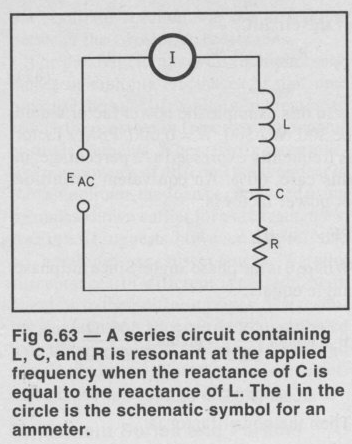 I
E AC
C
R
Fig 6.63 — A series circuit containing
L, C, and R is resonant at the applied
frequency when the reactance of C is
equal to the reactance of L. The I in the
circle is the schematic symbol for an
ammeter.